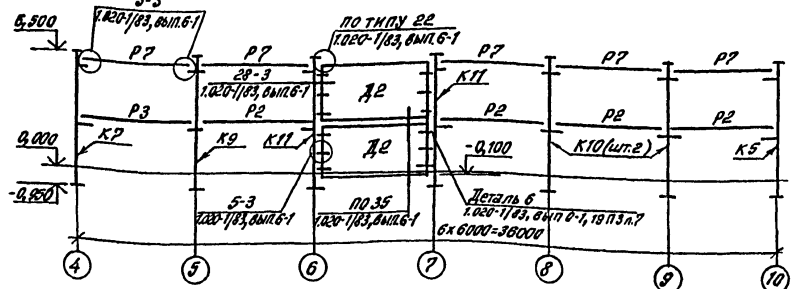 3-3
1.020-1/83, вып.6-1
6,500
Р7
Р7
ПО ТИПУ 22
1.020-1/83, вып.6-1
Р7
Р7
Р7
28-3
1.020-1/83, вып.6-1
К11
Д2
Р3
Р2
Р2
Р2
Р2
0,000
К7
К9
К11
Д2
-0,100
К10 (шт.2)
К5
-0,950
5-3
1.020-1/83, вып.6-1
ПО 35
1.020-1/83, вып.6-1
Деталь 6
1.020-1/83, вып 0-1, 19 ПЗ л.7
6 х 6000=36000
4
5
6
7
8
9
10